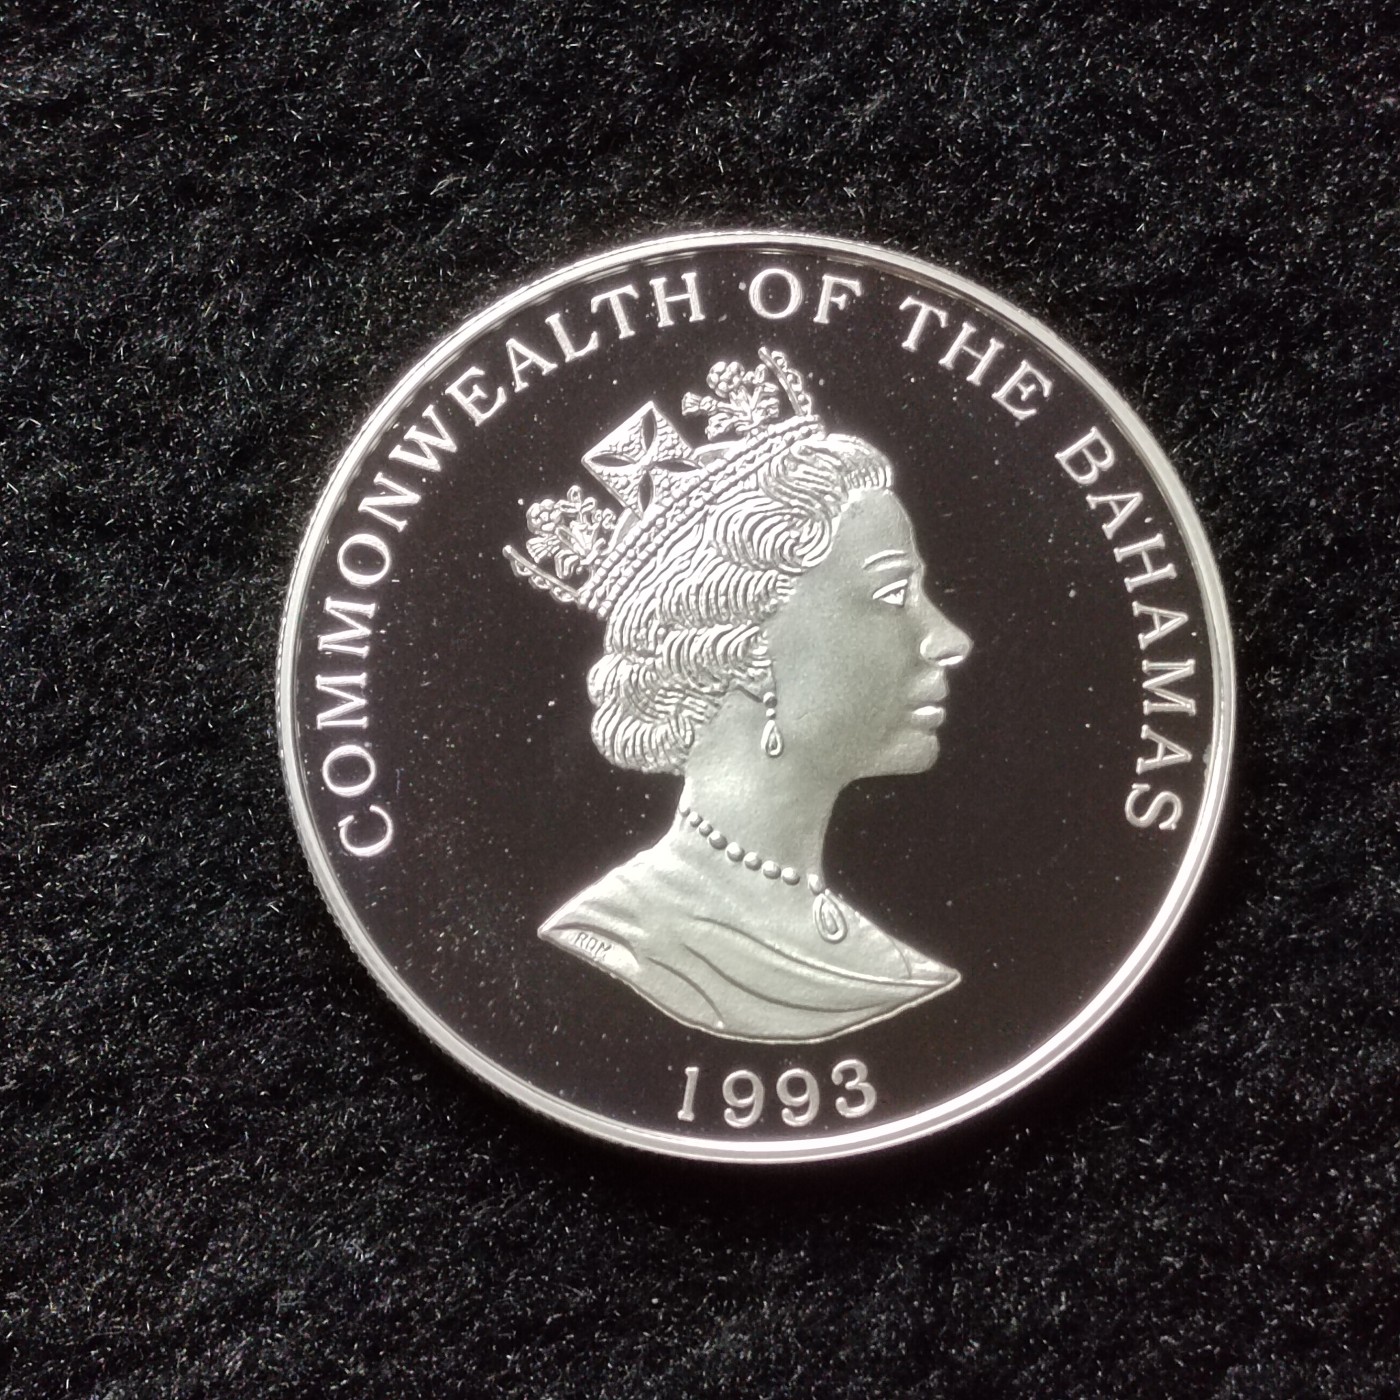 COMMONWEALTH OF THE BAHAMAS
RDM
1993